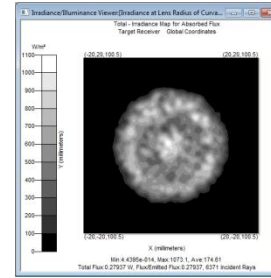 Irradiance/Illuminance Viewer:[Irradiance at Lens Radius of Curva...
Total - Irradiance Map for Absorbed Flux
Target Receiver Global Coordinates
W/m²
(-20,20,100.5) (20,20,100.5)
1100
1000
900
800
700
600
500
400
300
200
100
0
Y (millimeters)
(-20,-20,100.5) (20,-20,100.5)
X (millimeters)
Min:4.4395e-014, Max:1073.1, Ave:174.61
Total Flux:0.27937 W, Flux/Emitted Flux:0.27937, 6371 Incident Rays